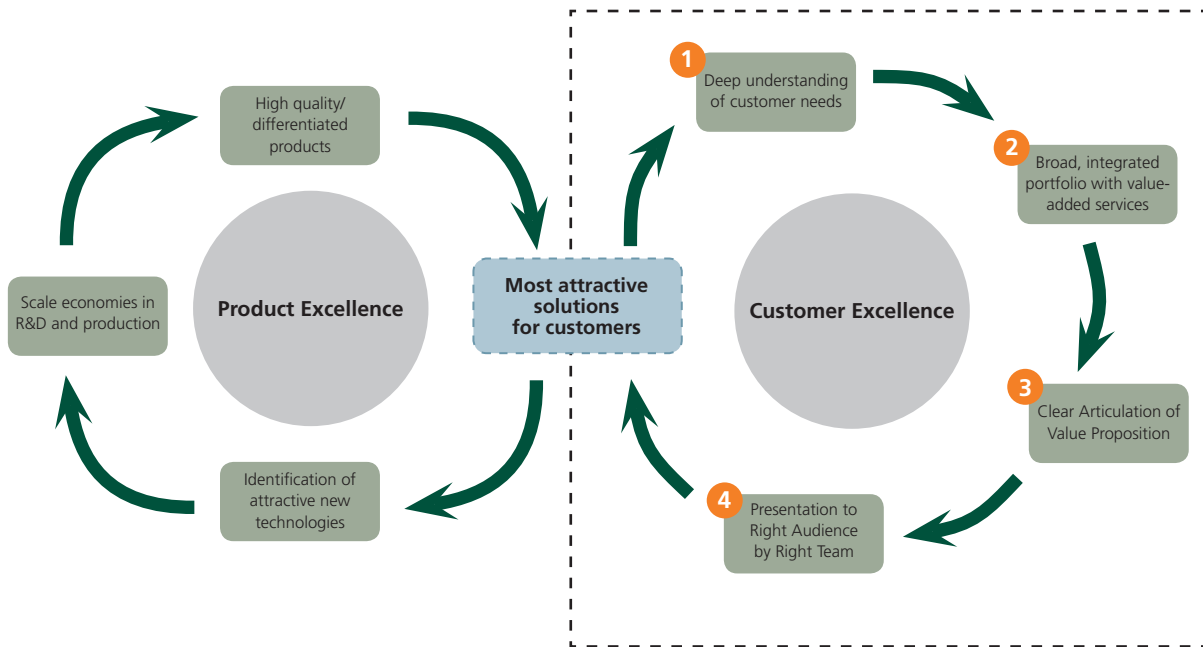 High quality/
differentiated
products
Scale economies in
R&D and production
Product Excellence
Identification of
attractive new
technologies
Most attractive
solutions
for customers
1
Deep understanding
of customer needs
2
Broad, integrated
portfolio with value-
added services
Customer Excellence
3
Clear Articulation of
Value Proposition
4
Presentation to
Right Audience
by Right Team